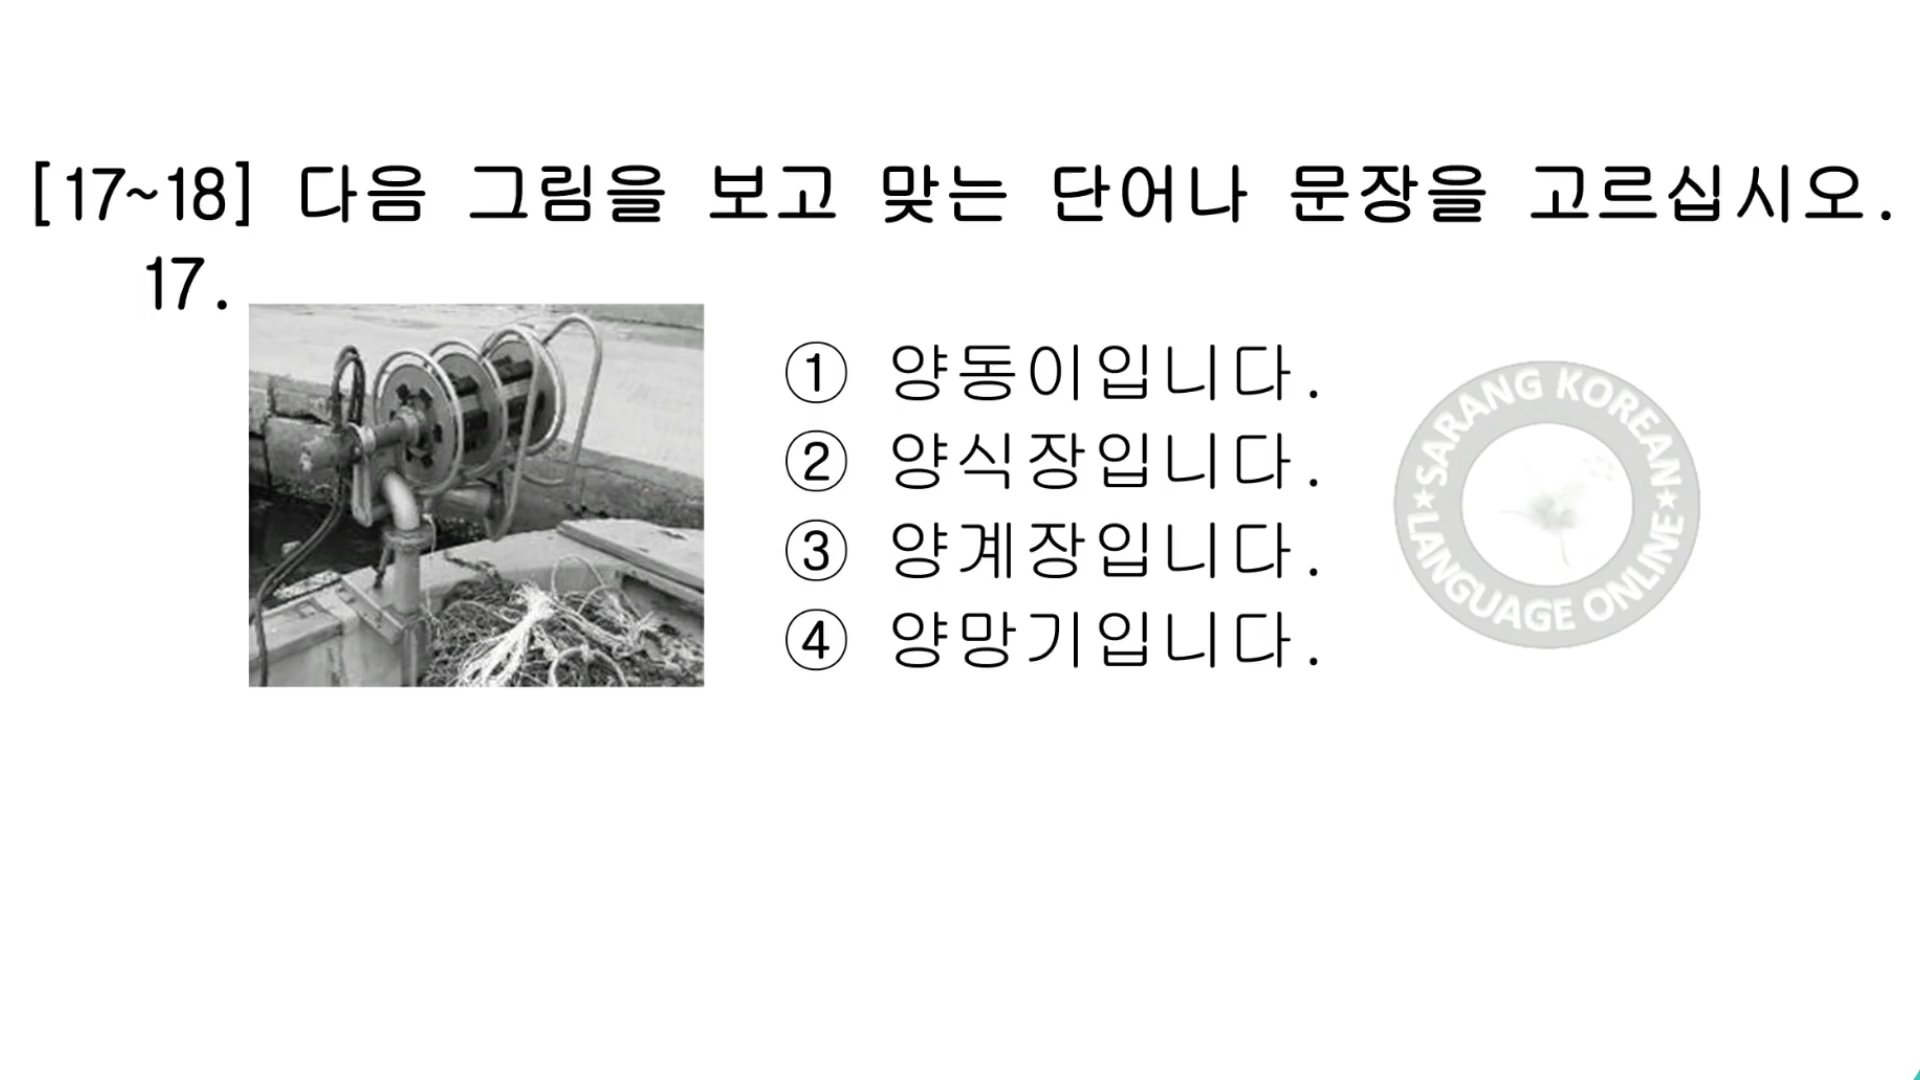 [17~18] 다음 그림을 보고 맞는 단어나 문장을 고르십시오.
17.
① 양동이입니다.
② 양식장입니다.
③ 양계장입니다.
④ 양망기입니다.
★SARANG KOREAN★
LANGUAGE ONLINE